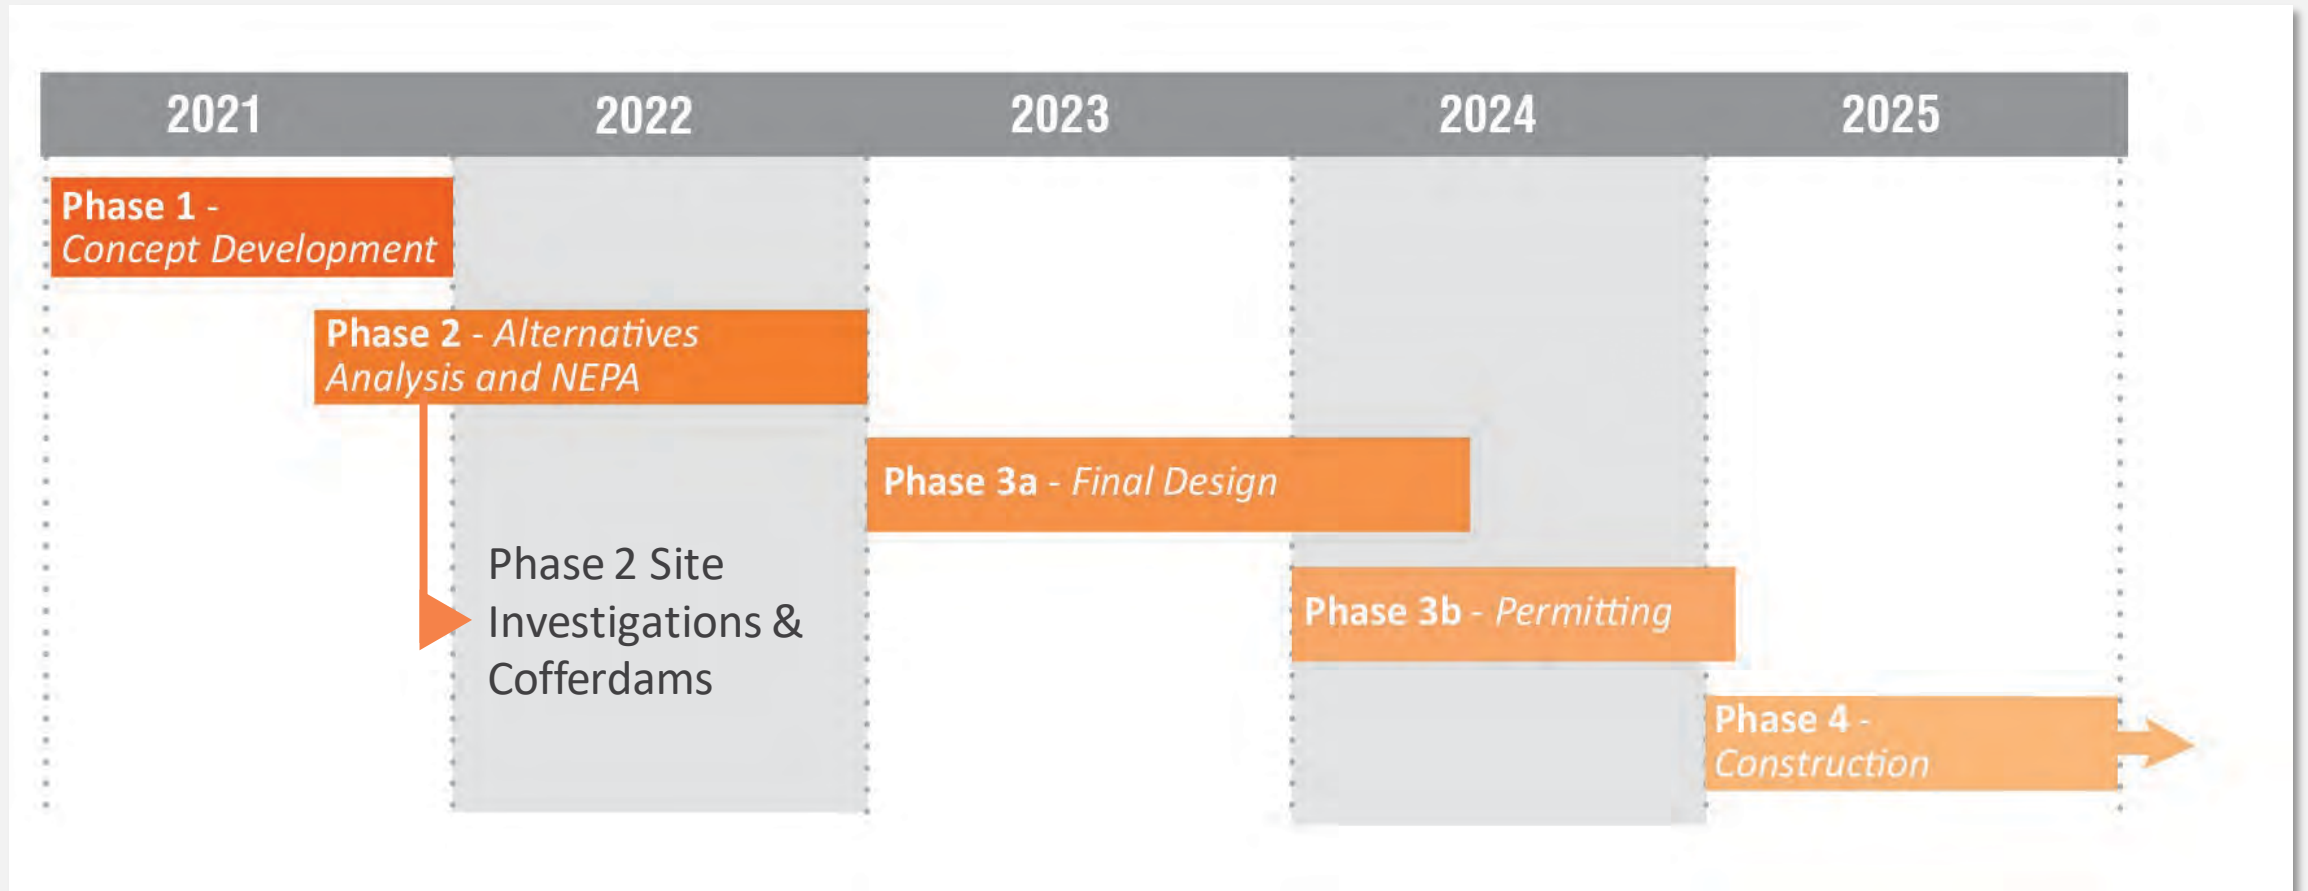 2021 2022 2023 2024 2025
Phase 1 -
Concept Development
Phase 2 - Alternatives
Analysis and NEPA
Phase 3a - Final Design
Phase 2 Site
Investigations &
Cofferdams
Phase 3b - Permitting
Phase 4 -
Construction